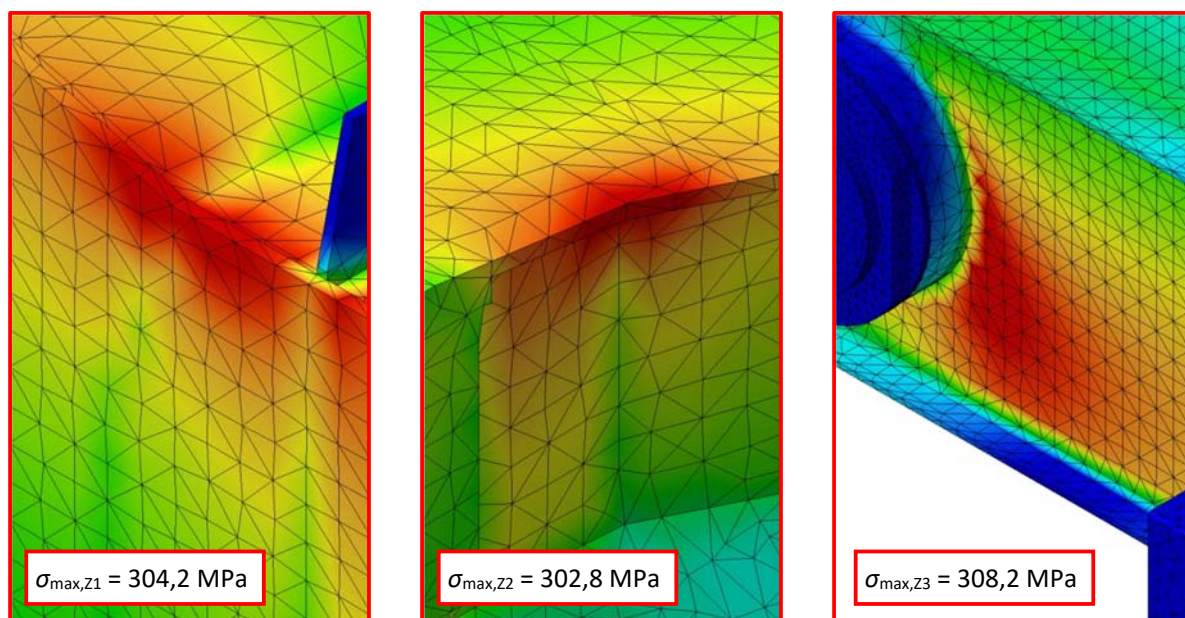 σmax,Z1 = 304,2 MPa
σmax,Z2 = 302,8 MPa
σmax,Z3 = 308,2 MPa